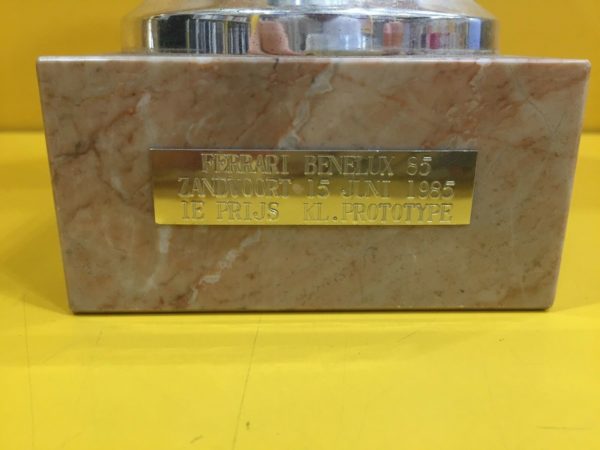 FERRARI BENELUX 85
ZANDVOORT 15 JUNI 1985
1E PRIJS KL.PROTOTYPE